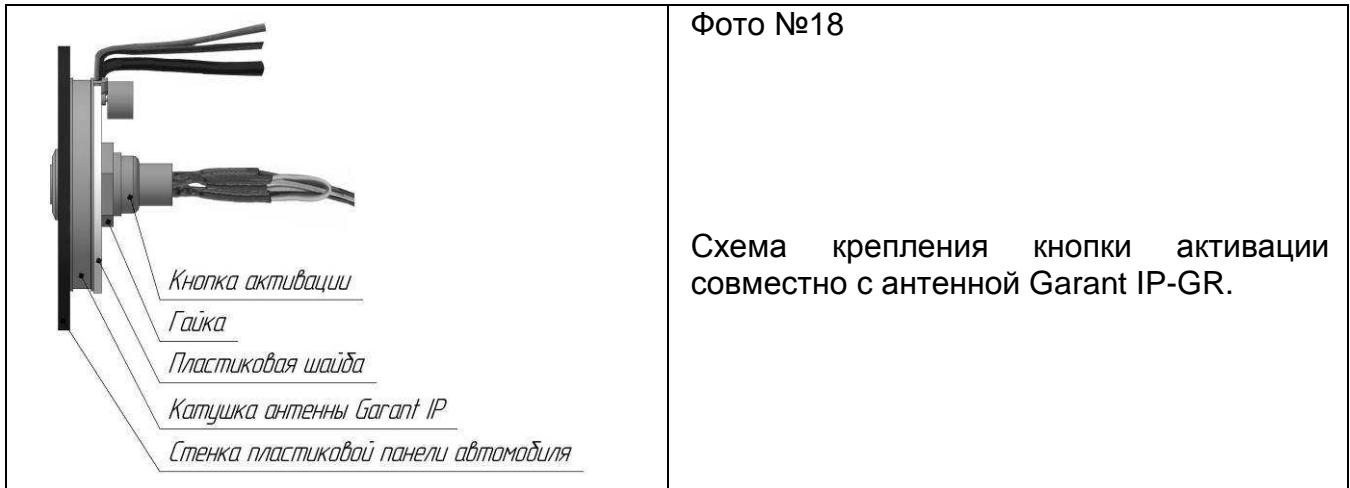 Фото №18
Схема крепления кнопки активации
совместно с антенной Garant IP-GR.
Кнопка активации
Гайка
Пластиковая шайба
Катушка антенны Garant IP
Стенка пластиковой панели автомобиля